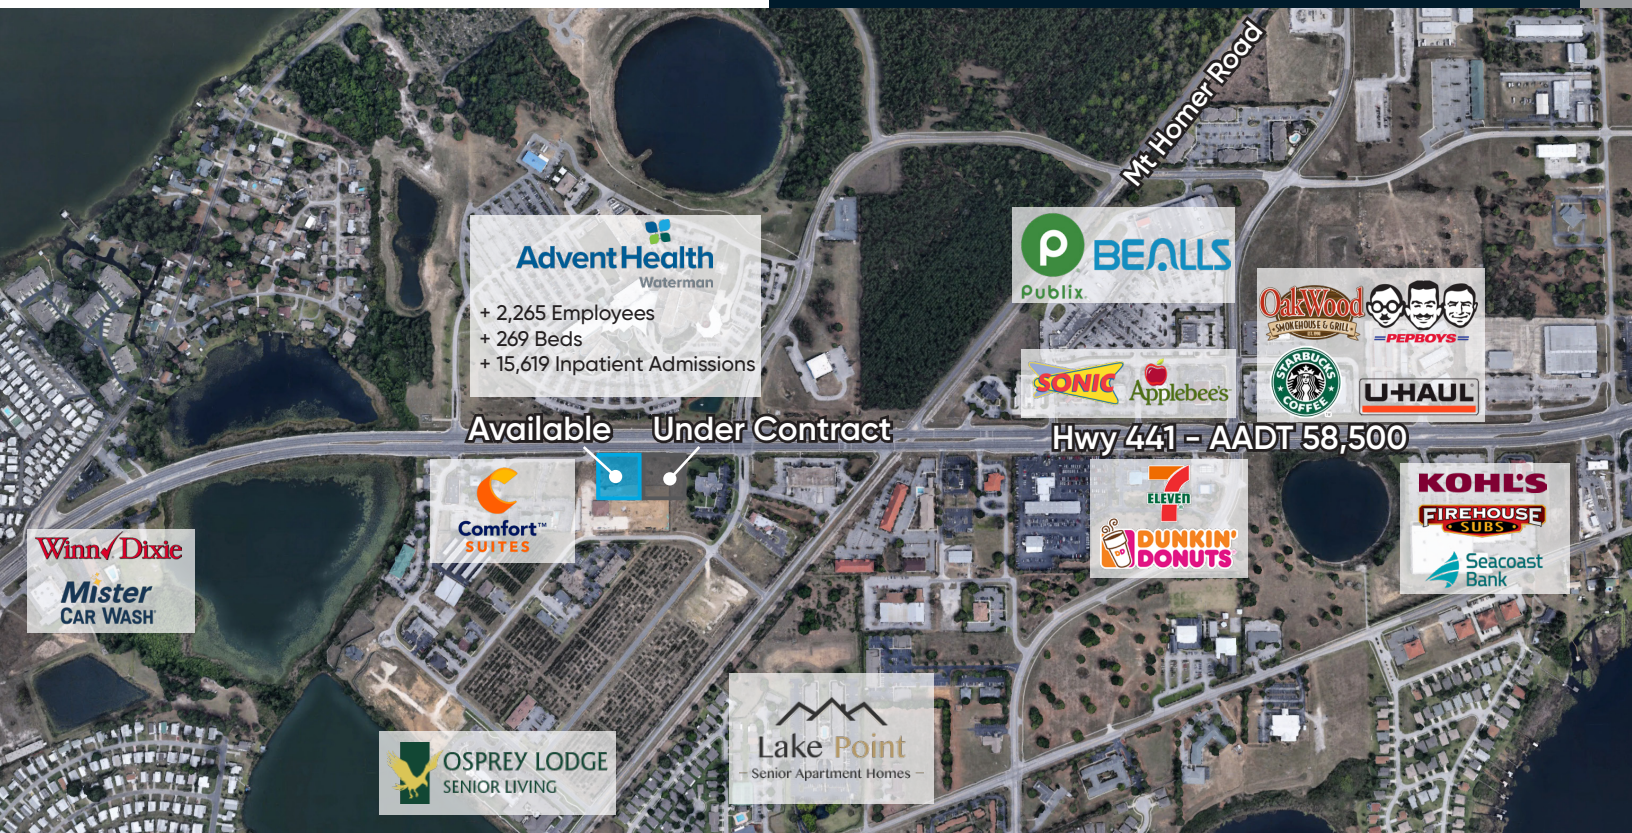 Mt Homer Road
AdventHealth
Waterman
+ 2,265 Employees
+ 269 Beds
+ 15,619 Inpatient Admissions
Publix
BEALLS
OakWood
SMOKEHOUSE & GRILL
PEPBOYS
SONIC
Applebee's
STARBUCKS
COFFEE
U-HAUL
Available
Under Contract
Hwy 441 - AADT 58,500
Comfort™
SUITES
7
ELEVEN
DUNKIN'
DONUTS
KOHL'S
FIREHOUSE
SUBS
Seacoast
Bank
Winn Dixie
Mister
CAR WASH
OSPREY LODGE
SENIOR LIVING
Lake Point
Senior Apartment Homes